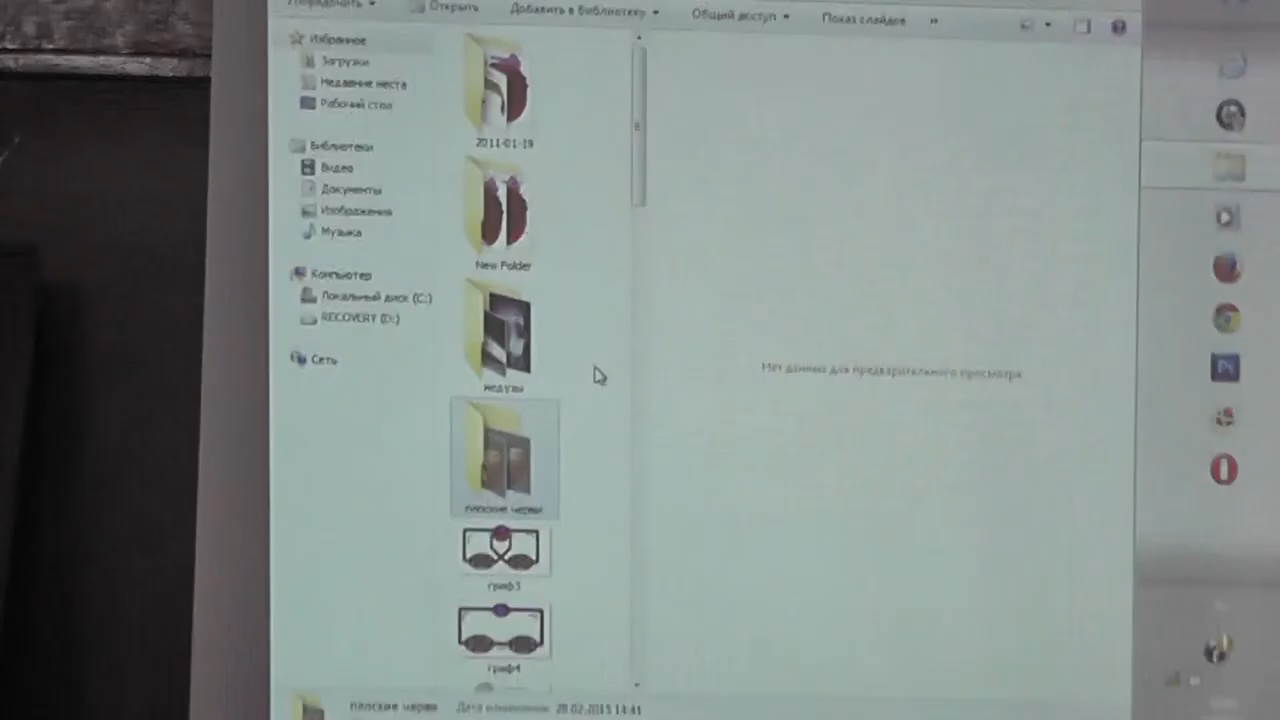 Упорядочить
Открыть
Добавить в библиотеку
Общий доступ
Показ слайдов
»
Избранное
Загрузки
Недавние места
Рабочий стол
Библиотеки
Видео
Документы
Изображения
Музыка
Компьютер
Локальный диск (C:)
RECOVERY (D:)
Сеть
2011-01-19
New Folder
медузы
плоские черви
граф3
граф4
Нет данных для предварительного просмотра
плоские черви
Дата изменения: 28.02.2015 14:41